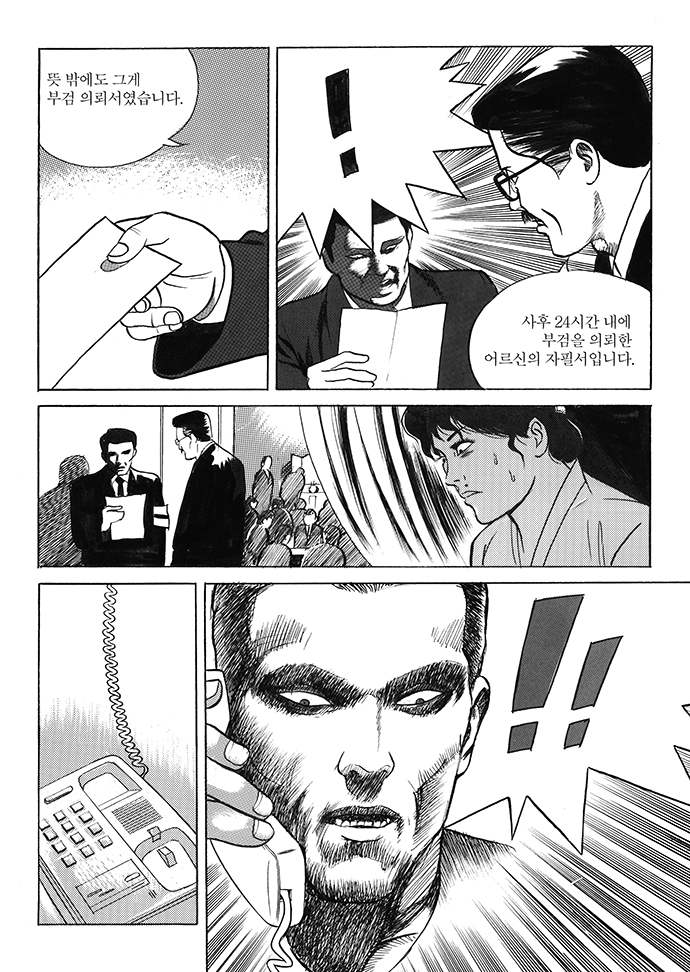 뜻 밖에도 그게
부검 의뢰서였습니다.
!
사후 24시간 내에
부검을 의뢰한
어르신의 자필서입니다.
!!